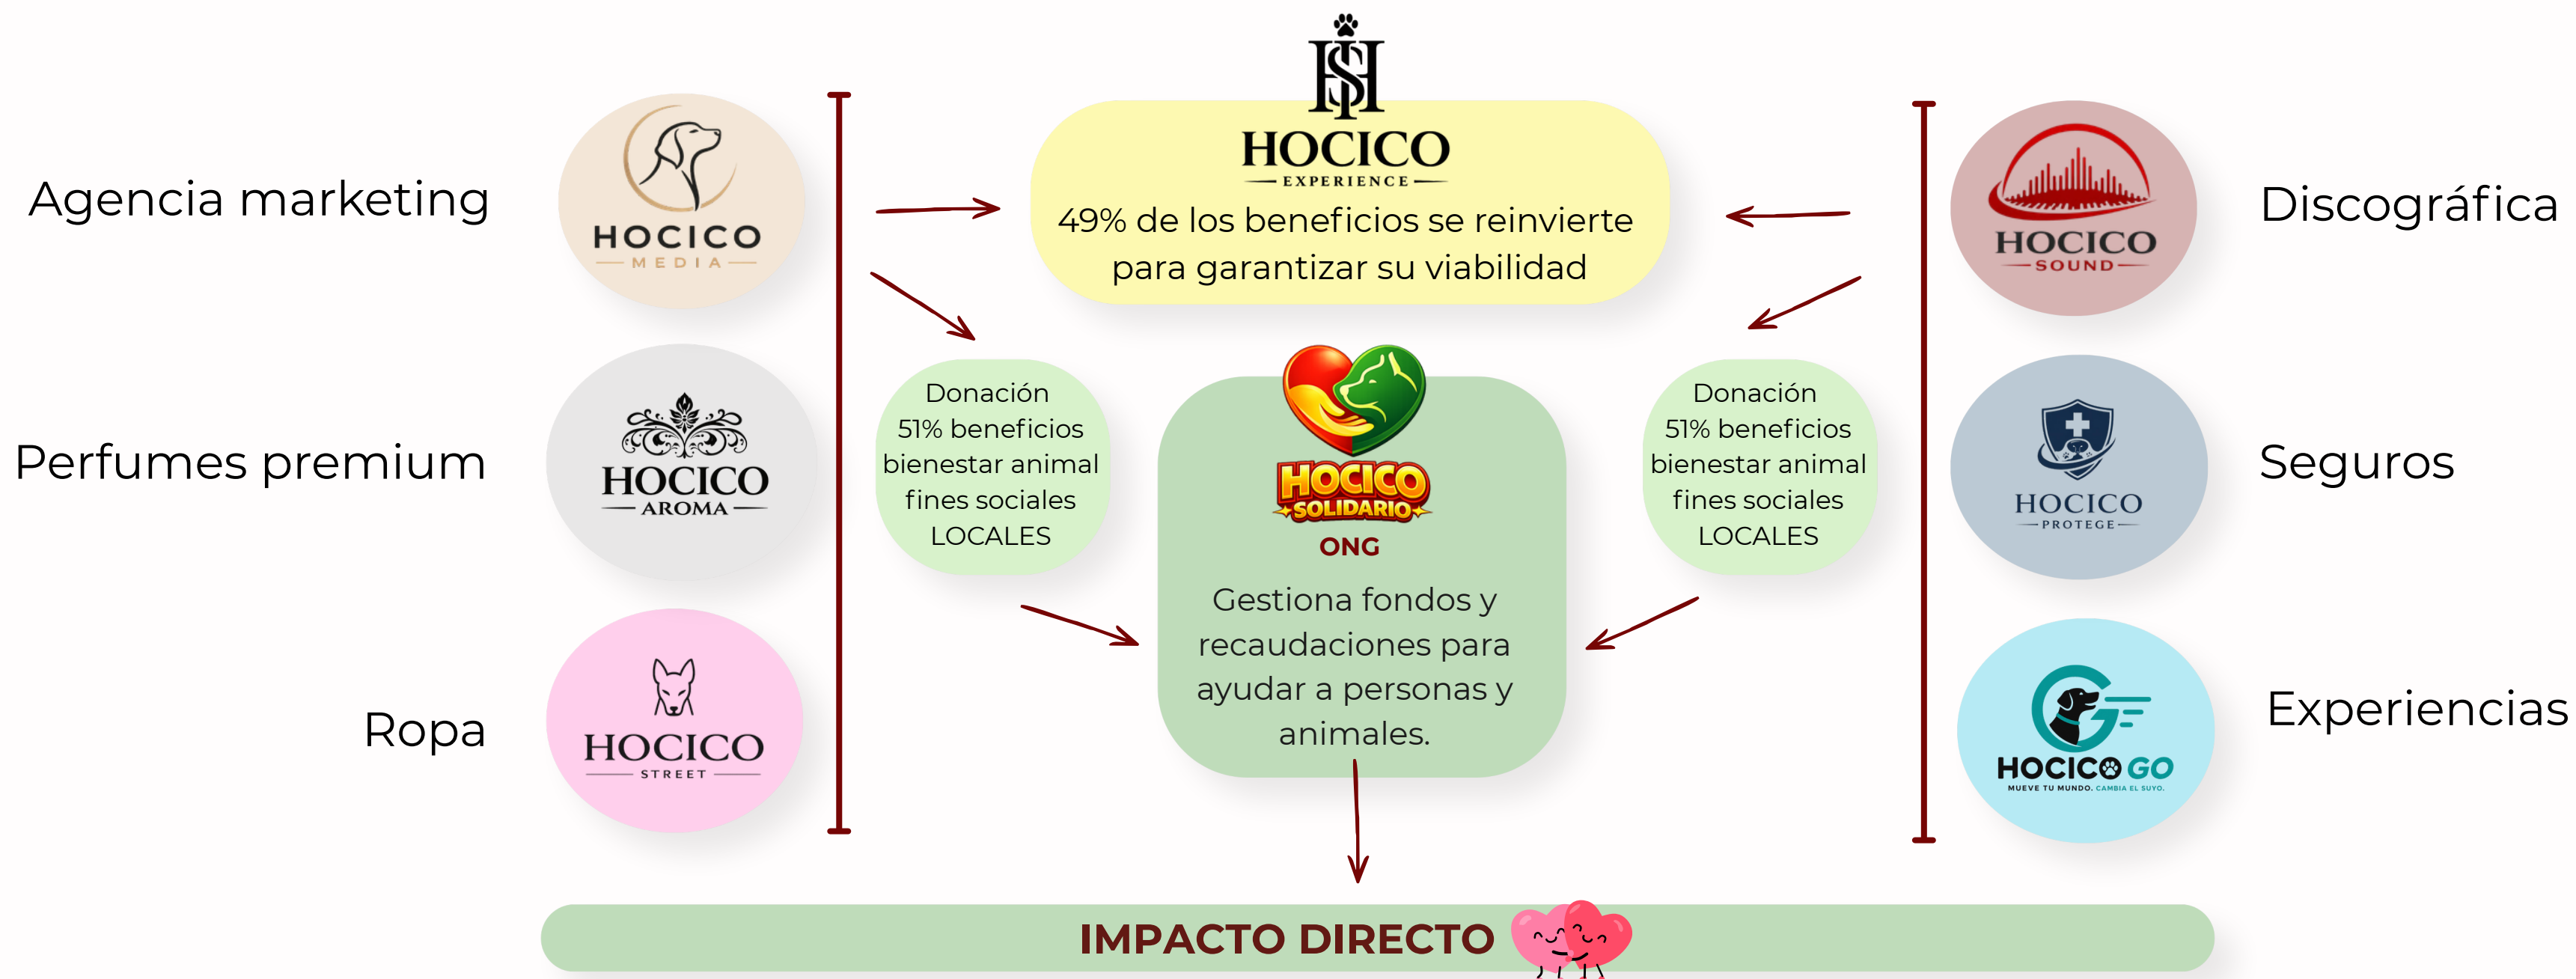 Agencia marketing
HOCICO
MEDIA
Perfumes premium
HOCICO
AROMA
Ropa
HOCICO
STREET
HSI
HOCICO
EXPERIENCE
49% de los beneficios se reinvierte
para garantizar su viabilidad
Donación
51% beneficios
bienestar animal
fines sociales
LOCALES
HOCICO
SOLIDARIO
ONG
Gestiona fondos y
recaudaciones para
ayudar a personas y
animales.
Donación
51% beneficios
bienestar animal
fines sociales
LOCALES
HOCICO
SOUND
Discográfica
HOCICO
PROTEGE
Seguros
HOCICO GO
MUEVE TU MUNDO. CAMBIA EL SUYO.
Experiencias
IMPACTO DIRECTO